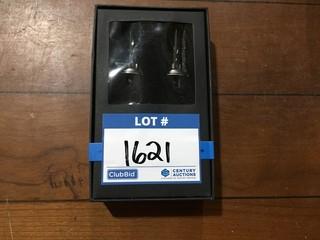 LOT #
1621
ClubBid
CENTURY
AUCTIONS